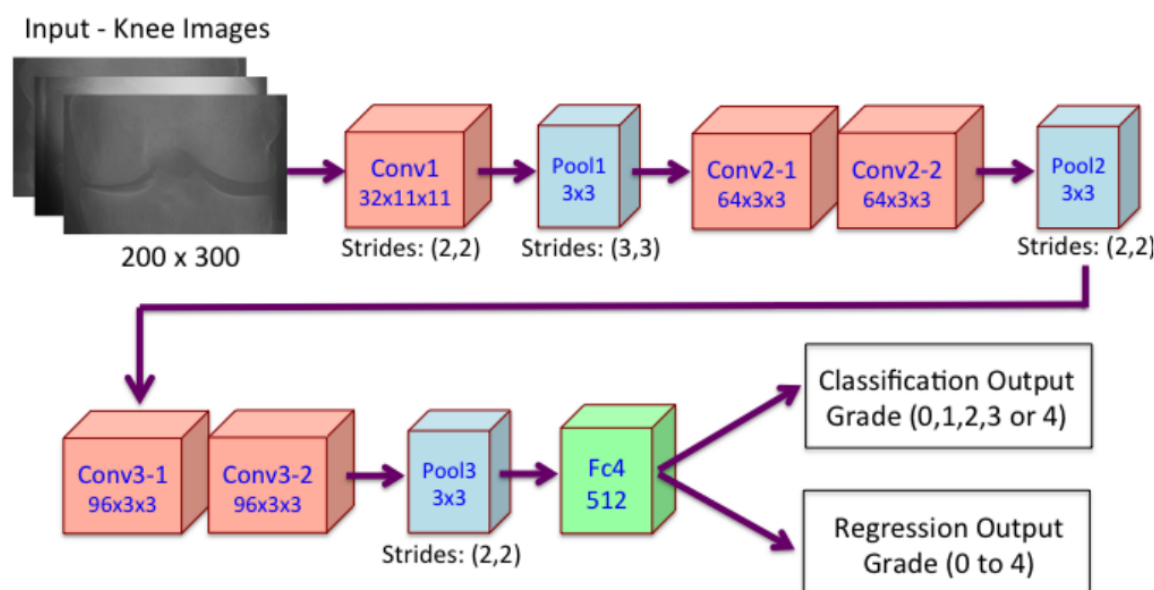 Input - Knee Images
200 x 300
Conv1
32x11x11
Strides: (2,2)
Pool1
3x3
Strides: (3,3)
Conv2-1
64x3x3
Conv2-2
64x3x3
Pool2
3x3
Strides: (2,2)
Conv3-1
96x3x3
Conv3-2
96x3x3
Pool3
3x3
Strides: (2,2)
Fc4
512
Classification Output
Grade (0,1,2,3 or 4)
Regression Output
Grade (0 to 4)